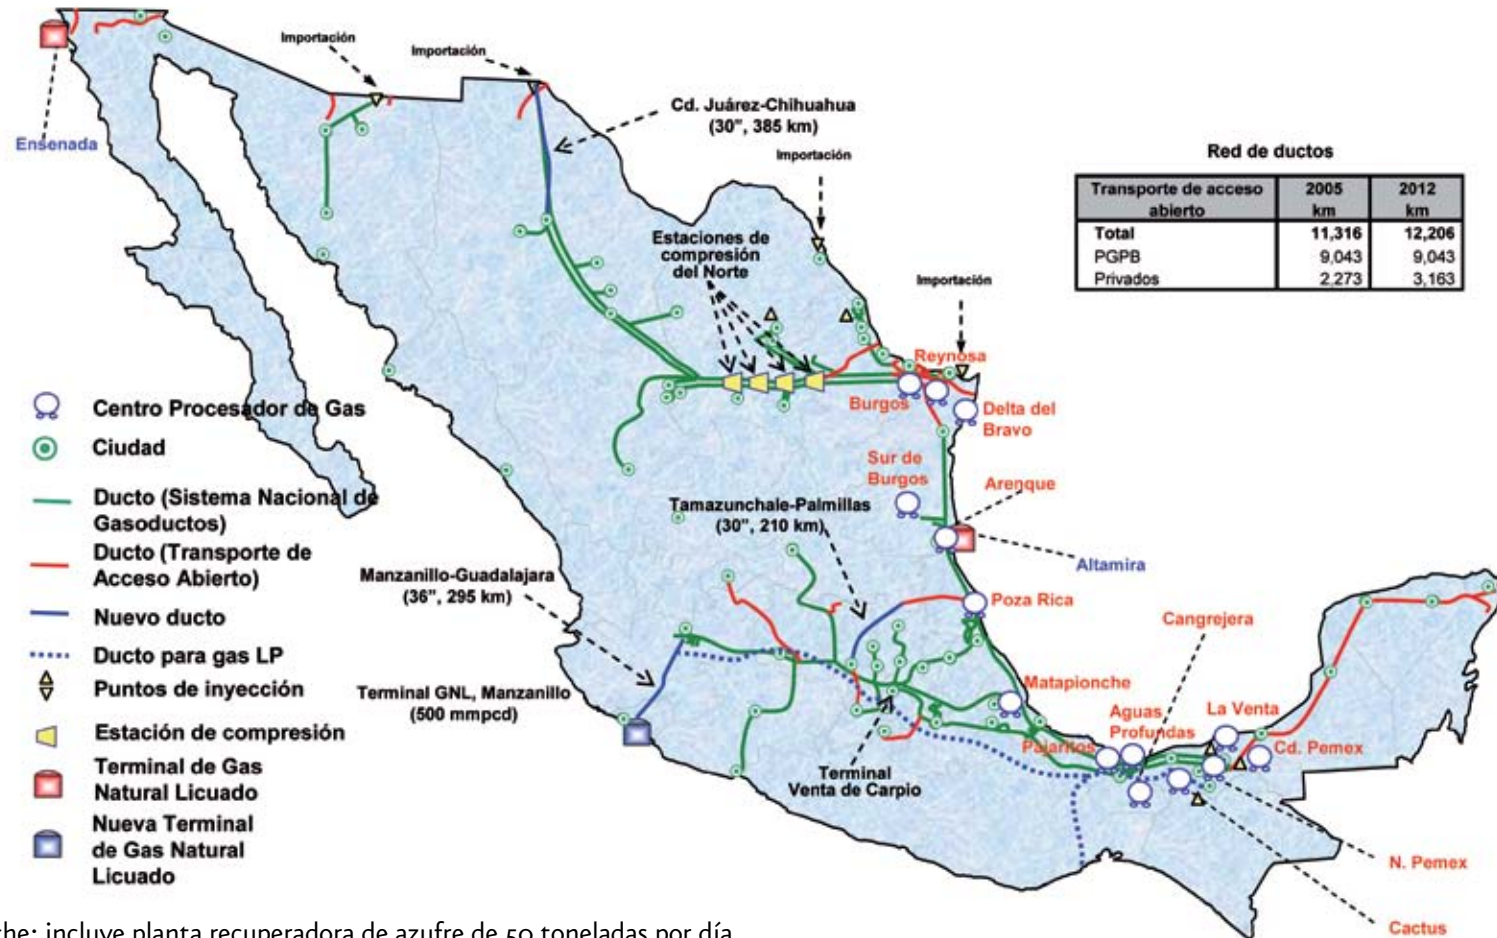 Importación
Importación
Cd. Juárez-Chihuahua
(30”, 385 km)
Importación
Ensenada
Red de ductos
Transporte de acceso abierto 2005 km 2012 km
Total 11,316 12,206
PGPB 9,043 9,043
Privados 2,273 3,163
Estaciones de
compresión
del Norte
Importación
Reynosa
Burgos
Delta del
Bravo
Sur de
Burgos
Arenque
Tamazunchale-Palmillas
(30”, 210 km)
Altamira
Manzanillo-Guadalajara
(36”, 295 km)
Poza Rica
Cangrejera
Terminal GNL, Manzanillo
(500 mmpcd)
Matapionche
Aguas
Profundas
La Venta
Pajaritos
Cd. Pemex
Terminal
Venta de Carpio
N. Pemex
Cactus
Centro Procesador de Gas
Ciudad
Ducto (Sistema Nacional de
Gasoductos)
Ducto (Transporte de
Acceso Abierto)
Nuevo ducto
Ducto para gas LP
Puntos de inyección
Estación de compresión
Terminal de Gas
Natural Licuado
Nueva Terminal
de Gas Natural
Licuado
che: incluye planta recuperadora de azufre de 50 toneladas por día